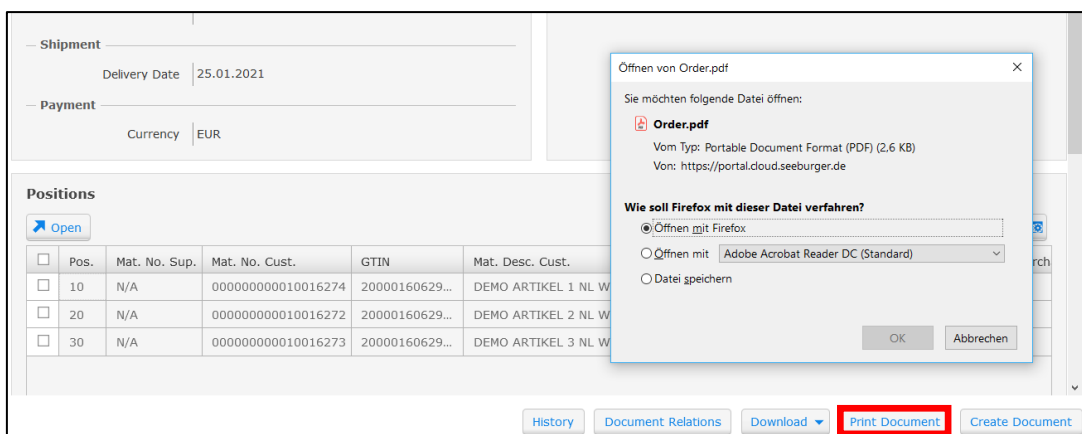 Shipment
Delivery Date 25.01.2021
Payment
Currency EUR
Positions
Open
Pos. Mat. No. Sup. Mat. No. Cust. GTIN Mat. Desc. Cust.
10 N/A 000000000010016274 20000160629... DEMO ARTIKEL 1 NL W
20 N/A 000000000010016272 20000160629... DEMO ARTIKEL 2 NL W
30 N/A 000000000010016273 20000160629... DEMO ARTIKEL 3 NL W
Öffnen von Order.pdf
Sie möchten folgende Datei öffnen:
Order.pdf
Vom Typ: Portable Document Format (PDF) (2,6 KB)
Von: https://portal.cloud.seeburger.de
Wie soll Firefox mit dieser Datei verfahren?
Öffnen mit Firefox
Öffnen mit Adobe Acrobat Reader DC (Standard)
Datei speichern
OK Abbrechen
History Document Relations Download Print Document Create Document